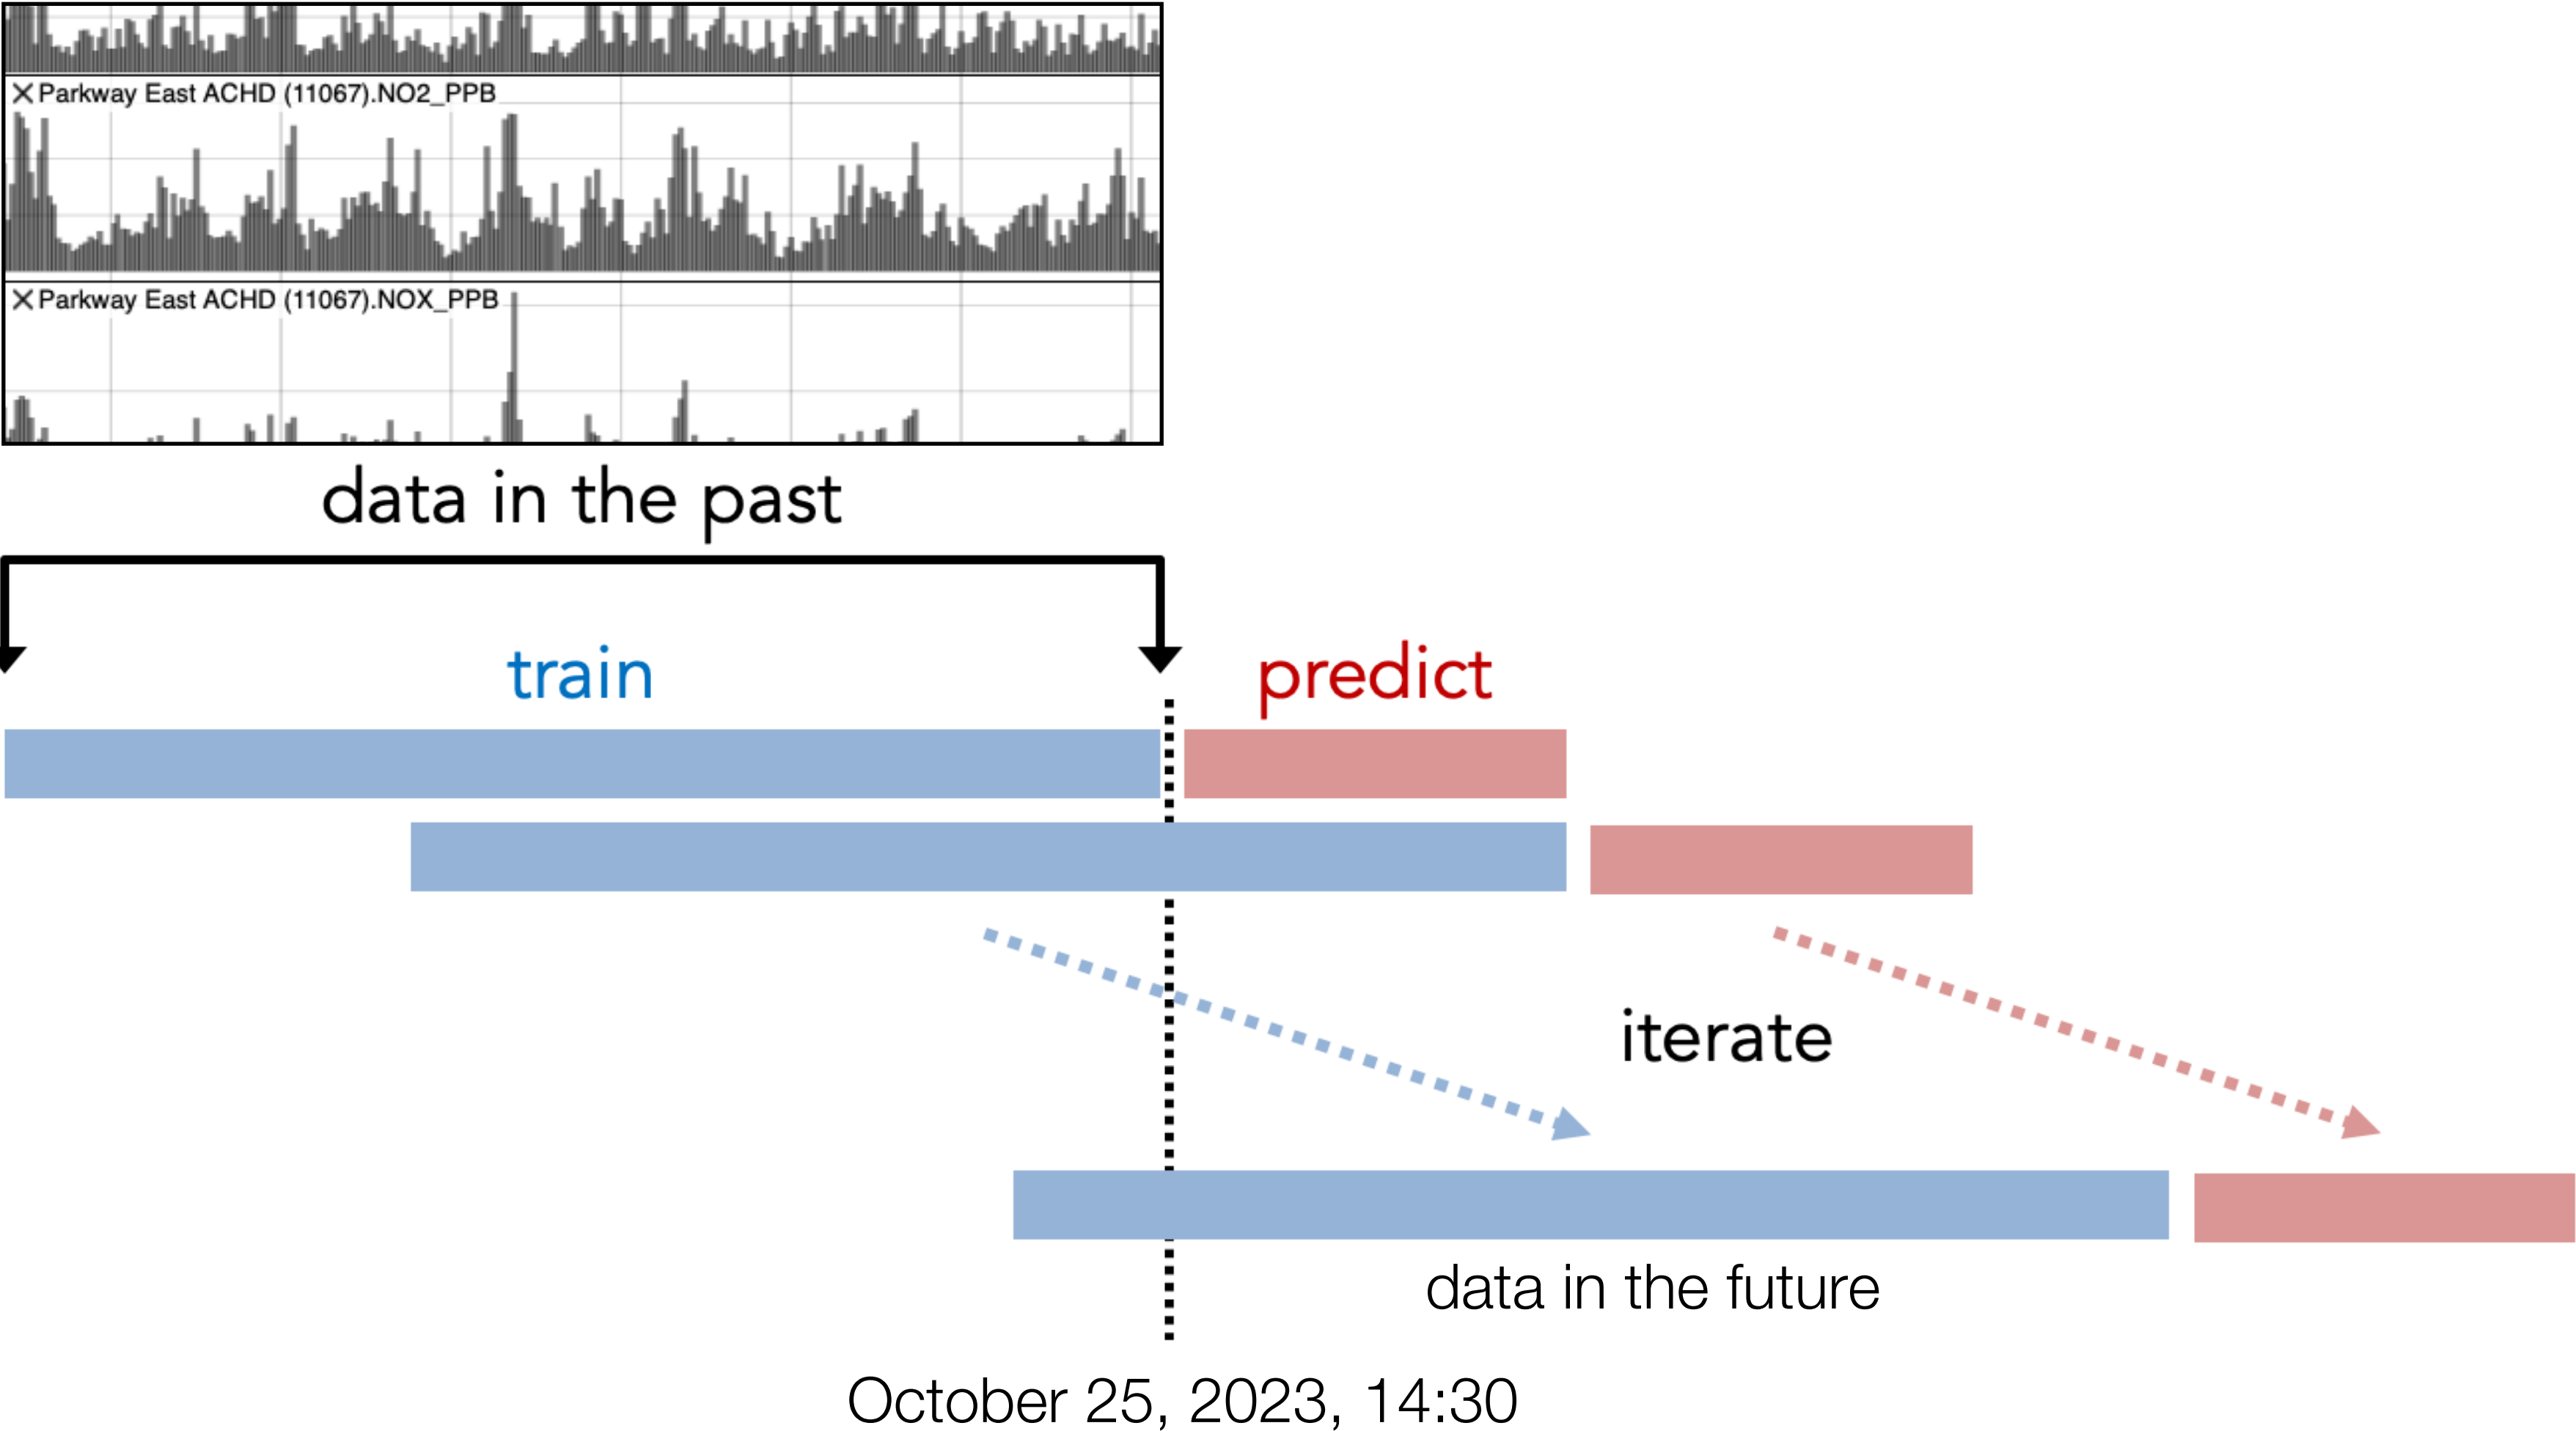 Parkway East ACHD (11067).NO2_PPB
Parkway East ACHD (11067).NOX_PPB
data in the past
train
predict
iterate
data in the future
October 25, 2023, 14:30